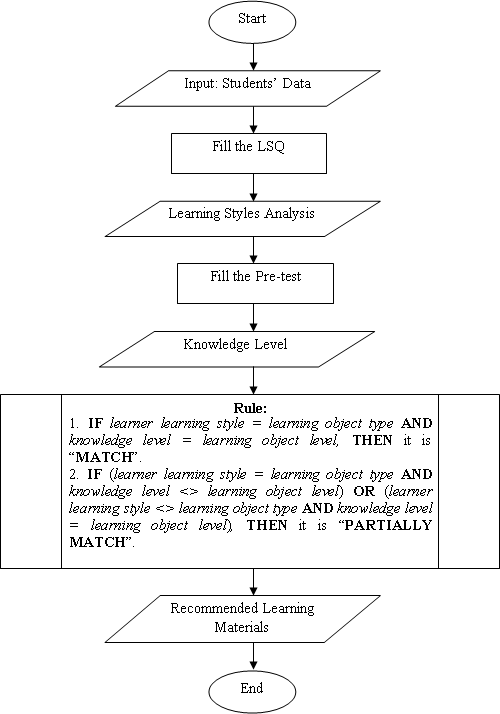 Start
Input: Students’ Data
Fill the LSQ
Learning Styles Analysis
Fill the Pre-test
Knowledge Level
Rule:
1. IF learner learning style = learning object type AND
knowledge level = learning object level, THEN it is
“MATCH”.
2. IF (learner learning style = learning object type AND
knowledge level <> learning object level) OR (learner
learning style <> learning object type AND knowledge level
= learning object level), THEN it is “PARTIALLY
MATCH”.
Recommended Learning
Materials
End